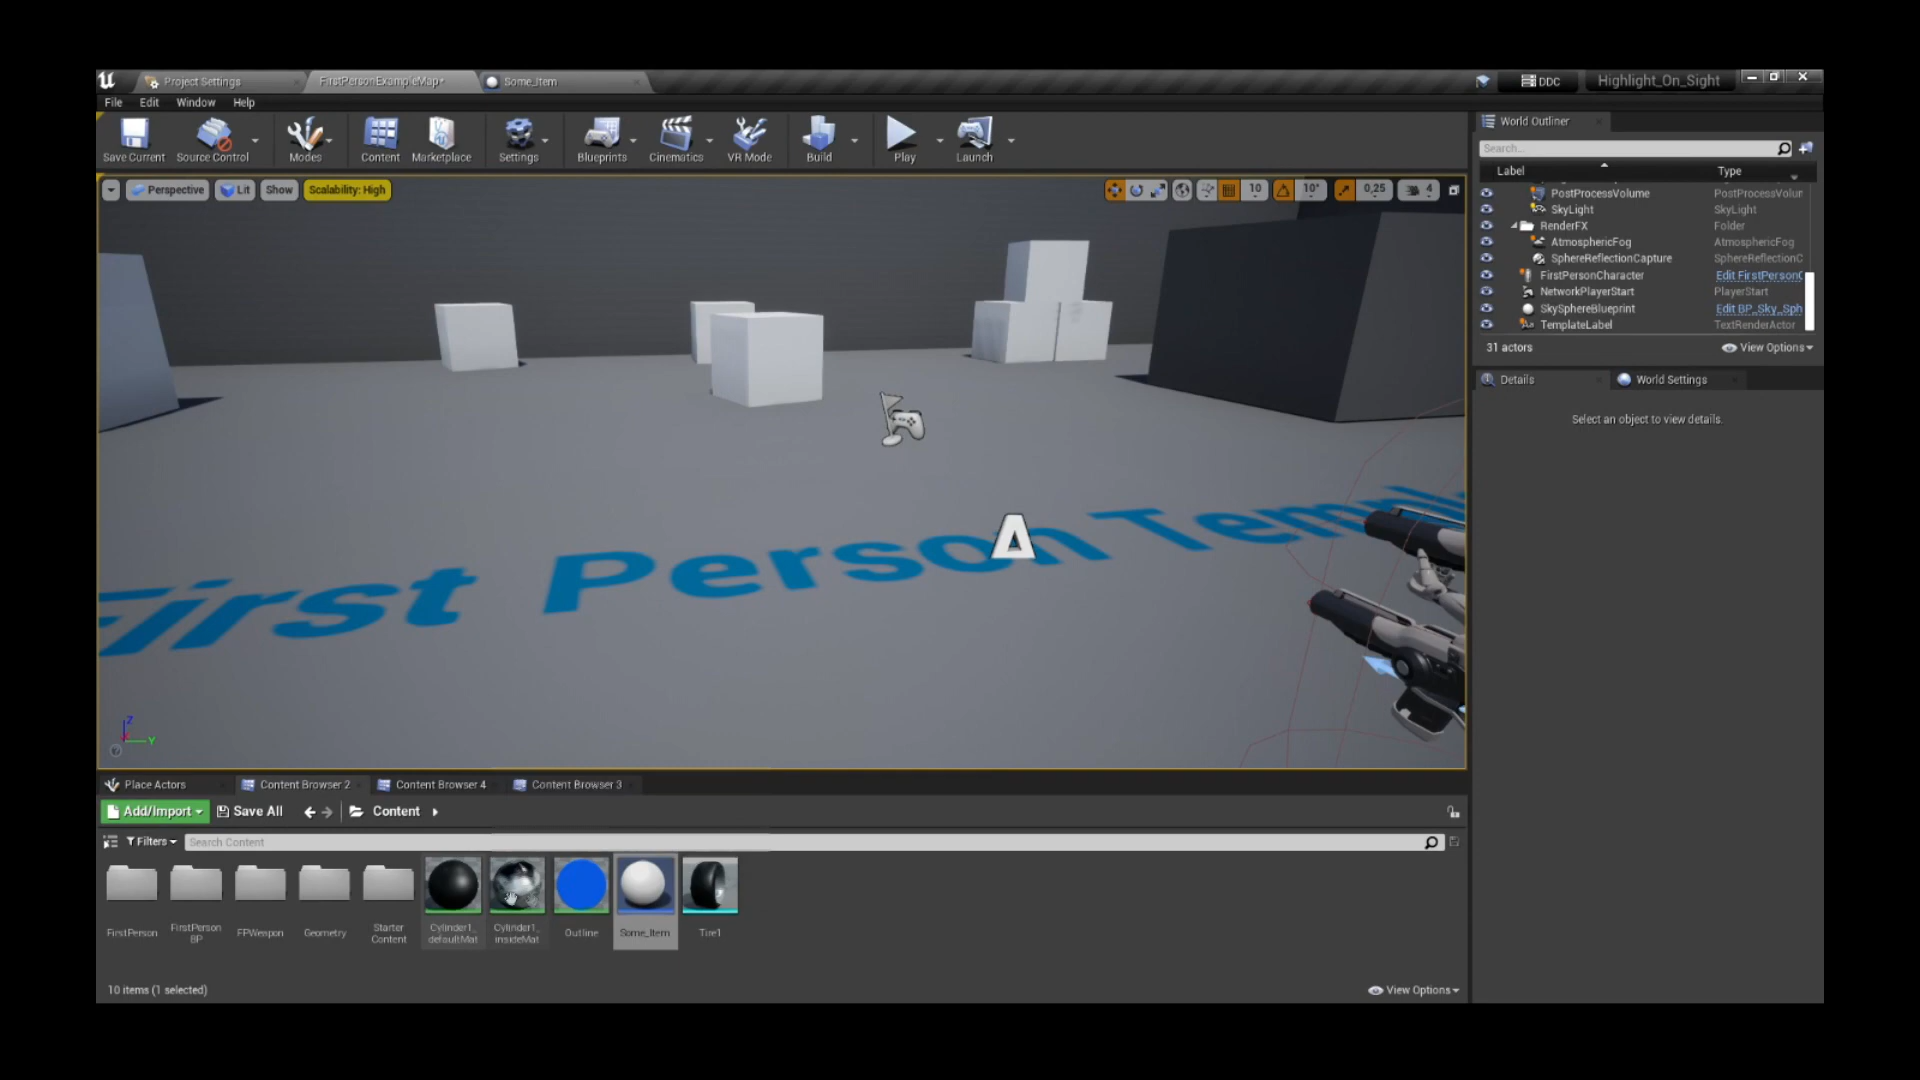 Project Settings
FirstPersonExampleMap*
Some_Item
DDC
Highlight_On_Sight
File Edit Window Help
Save Current
Source Control
Modes
Content
Marketplace
Settings
Blueprints
Cinematics
VR Mode
Build
Play
Launch
Perspective
Lit
Show
Scalability: High
10
10°
0,25
4
First Person Templ
World Outliner
Search...
Label Type
PostProcessVolume PostProcessVolun
SkyLight SkyLight
RenderFX Folder
AtmosphericFog AtmosphericFog
SphereReflectionCapture SphereReflectionC
FirstPersonCharacter Edit FirstPersonC
NetworkPlayerStart PlayerStart
SkySphereBlueprint Edit BP_Sky_Sph
TemplateLabel TextRenderActor
31 actors
View Options
Details
World Settings
Select an object to view details.
Z
Y
Place Actors
Content Browser 2
Content Browser 4
Content Browser 3
Add/Import
Save All
Content
Filters
Search Content
FirstPerson
FirstPerson
BP
FPWeapon
Geometry
Starter
Content
Cylinder1_
defaultMat
Cylinder1_
insideMat
Outline
Some_Item
Tire1
10 items (1 selected)
View Options